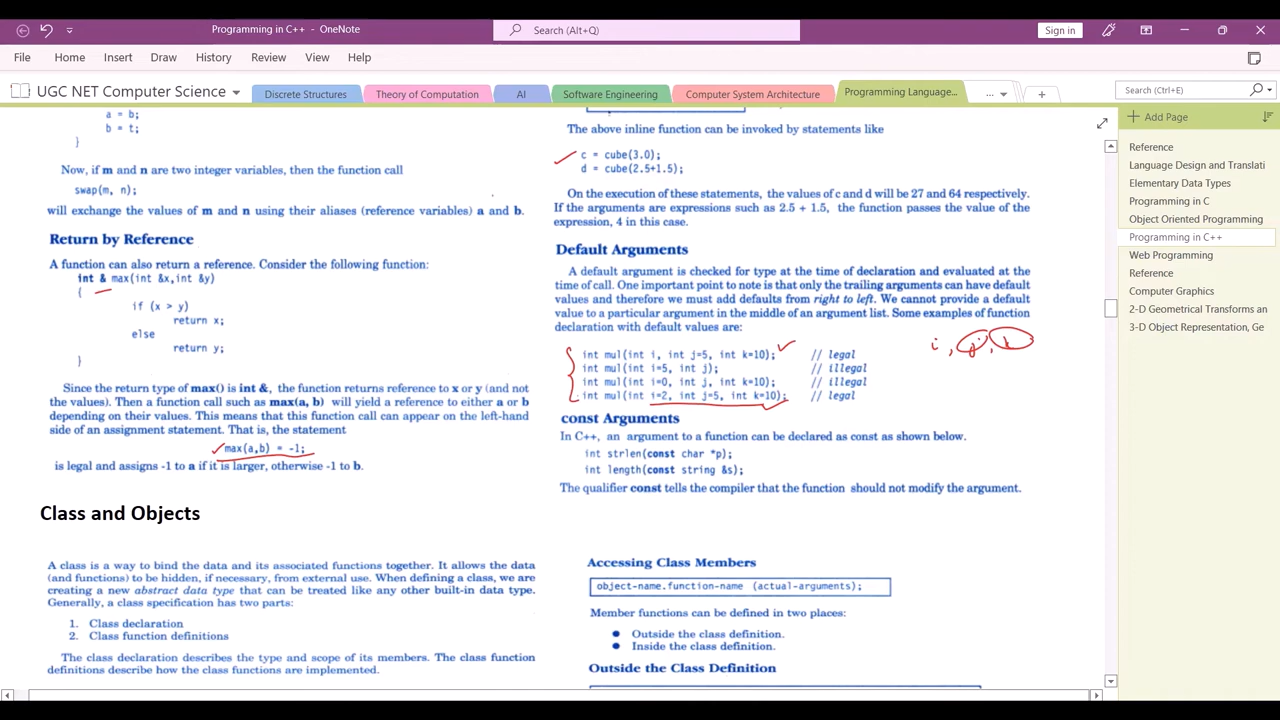 Programming in C++ - OneNote
Search (Alt+Q)
Sign in
File
Home
Insert
Draw
History
Research
View
Help
UGC NET Computer Science
Discrete Structures
Theory of Computation
AI
Software Engineering
Computer System Architecture
Programming Language...
...
Search (Ctrl+E)
a = b;
b = t;
}
Now, if m and n are two integer variables, then the function call
swap(m, n);
will exchange the values of m and n using their aliases (reference variables) a and b.
Return by Reference
A function can also return a reference. Consider the following function:
int & max(int &x,int &y)
{
if (x > y)
return x;
else
return y;
}
Since the return type of max() is int &, the function returns reference to x or y (and not
the values). Then a function call such as max(a, b) will yield a reference to either a or b
depending on their values. This means that this function call can appear on the left-hand
side of an assignment statement. That is, the statement
max(a,b) = -1;
is legal and assigns -1 to a if it is larger, otherwise -1 to b.
Class and Objects
A class is a way to bind the data and its associated functions together. It allows the data
(and functions) to be hidden, if necessary, from external use. When defining a class, we are
creating a new abstract data type that can be treated like any other built-in data type.
Generally, a class specification has two parts:
1. Class declaration
2. Class function definitions
The class declaration describes the type and scope of its members. The class function
definitions describe how the class functions are implemented.
The above inline function can be invoked by statements like
c = cube(3.0);
d = cube(2.5+1.5);
On the execution of these statements, the values of c and d will be 27 and 64 respectively.
If the arguments are expressions such as 2.5 + 1.5, the function passes the value of the
expression, 4 in this case.
Default Arguments
A default argument is checked for type at the time of declaration and evaluated at the
time of call. One important point to note is that only the trailing arguments can have default
values and therefore we must add defaults from right to left. We cannot provide a default
value to a particular argument in the middle of an argument list. Some examples of function
declaration with default values are:
i, j, k
int mul(int i, int j=5, int k=10); // legal
int mul(int i=5, int j); // illegal
int mul(int i=0, int j, int k=10); // illegal
int mul(int i=2, int j=5, int k=10); // legal
const Arguments
In C++, an argument to a function can be declared as const as shown below.
int strlen(const char *p);
int length(const string &s);
The qualifier const tells the compiler that the function should not modify the argument.
Accessing Class Members
object-name.function-name (actual-arguments);
Member functions can be defined in two places:
● Outside the class definition.
● Inside the class definition.
Outside the Class Definition
Add Page
Reference
Language Design and Translati
Elementary Data Types
Programming in C
Object Oriented Programming
Programming in C++
Web Programming
Reference
Computer Graphics
2-D Geometrical Transforms an
3-D Object Representation, Ge